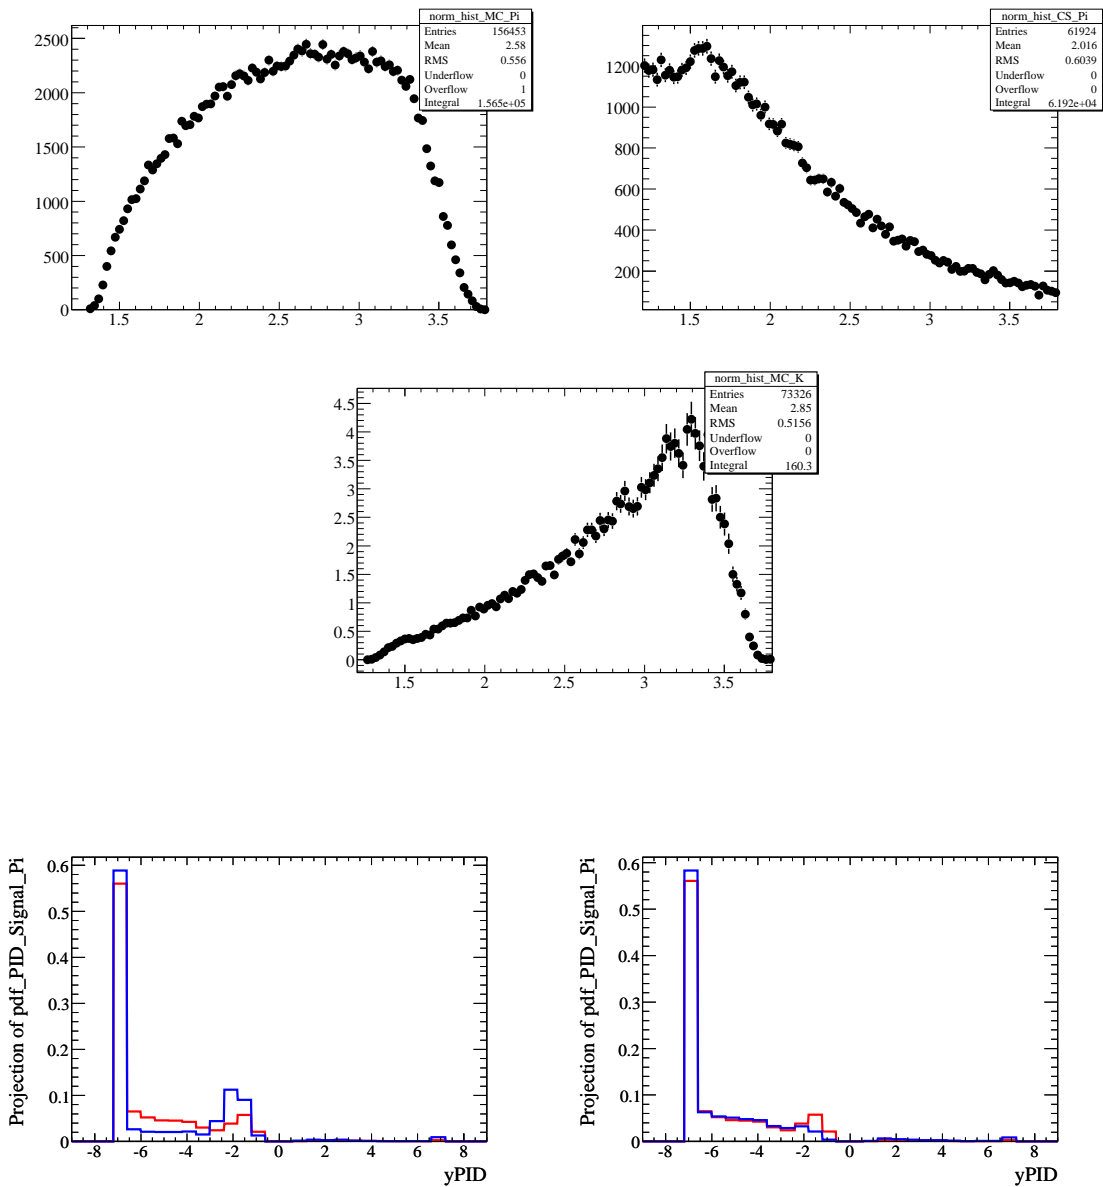 norm_hist_MC_Pi
Entries 156453
Mean 2.58
RMS 0.556
Underflow 0
Overflow 1
Integral 1.565e+05
2500
2000
1500
1000
500
0
1.5 2 2.5 3 3.5
norm_hist_CS_Pi
Entries 61924
Mean 2.016
RMS 0.6039
Underflow 0
Overflow 0
Integral 6.192e+04
1200
1000
800
600
400
200
1.5 2 2.5 3 3.5
norm_hist_MC_K
Entries 73326
Mean 2.85
RMS 0.5156
Underflow 0
Overflow 0
Integral 160.3
4.5
4
3.5
3
2.5
2
1.5
1
0.5
0
1.5 2 2.5 3 3.5
Projection of pdf_PID_Signal_Pi
0.6
0.5
0.4
0.3
0.2
0.1
0
-8 -6 -4 -2 0 2 4 6 8
yPID
Projection of pdf_PID_Signal_Pi
0.6
0.5
0.4
0.3
0.2
0.1
0
-8 -6 -4 -2 0 2 4 6 8
yPID